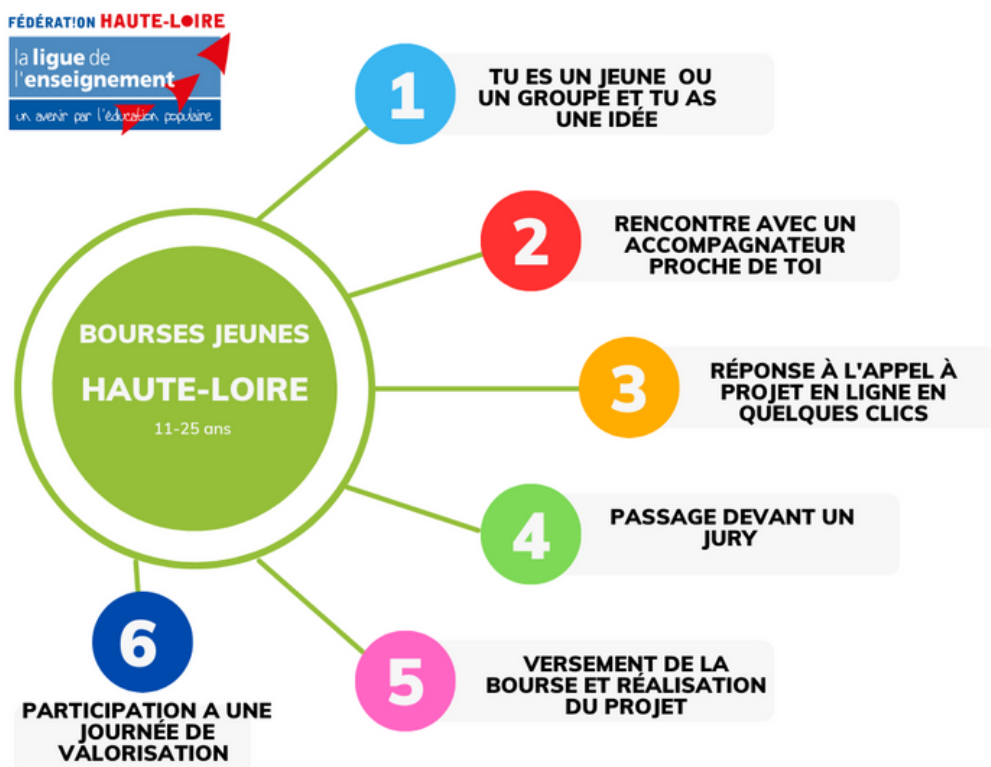 FÉDÉRAT!ON HAUTE-LOIRE
la ligue de
l'enseignement
un avenir par l'éducation populaire
1
TU ES UN JEUNE OU
UN GROUPE ET TU AS
UNE IDÉE
2
RENCONTRE AVEC UN
ACCOMPAGNATEUR
PROCHE DE TOI
BOURSES JEUNES
HAUTE-LOIRE
11-25 ans
3
RÉPONSE À L'APPEL À
PROJET EN LIGNE EN
QUELQUES CLICS
4
PASSAGE DEVANT UN
JURY
5
VERSEMENT DE LA
BOURSE ET RÉALISATION
DU PROJET
6
PARTICIPATION A UNE
JOURNÉE DE
VALORISATION